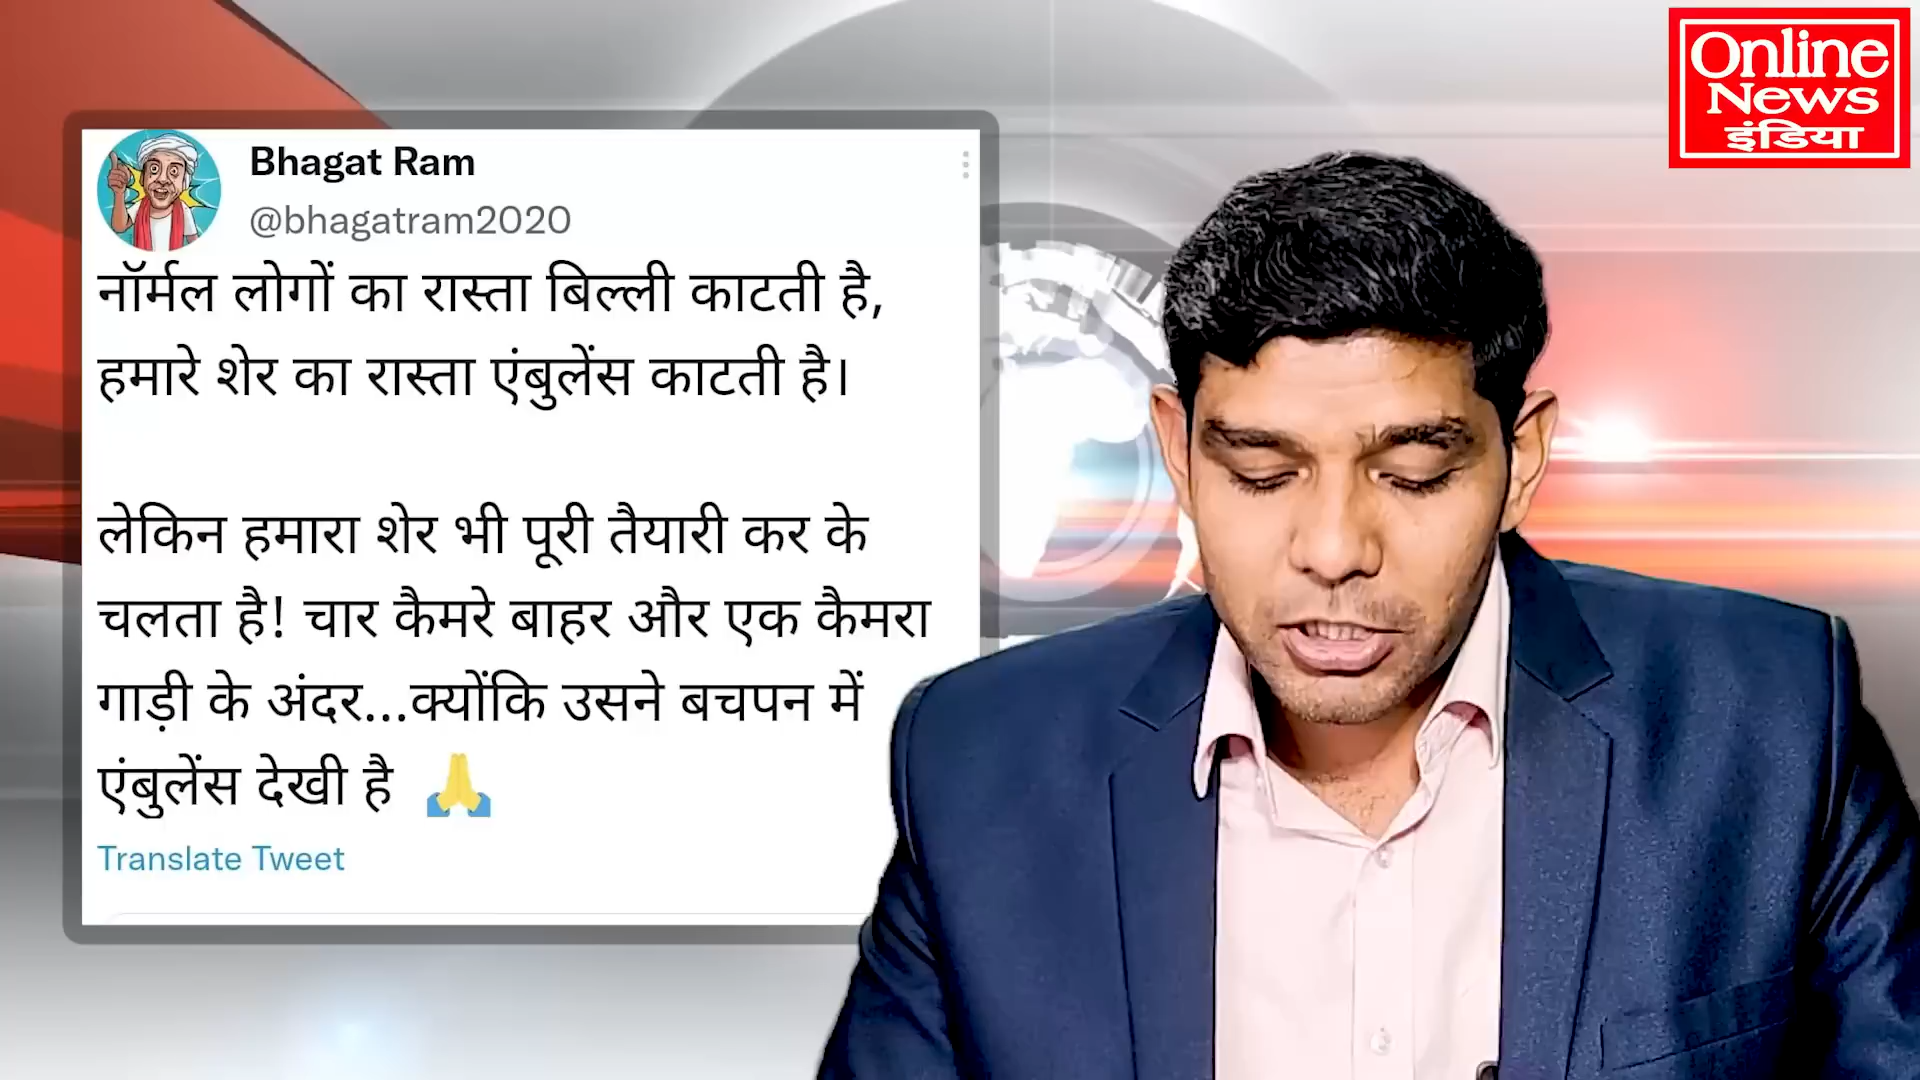 Online
News
इंडिया
Bhagat Ram
@bhagatram2020
नॉर्मल लोगों का रास्ता बिल्ली काटती है,
हमारे शेर का रास्ता एंबुलेंस काटती है।
लेकिन हमारा शेर भी पूरी तैयारी कर के
चलता है! चार कैमरे बाहर और एक कैमरा
गाड़ी के अंदर...क्योंकि उसने बचपन में
एंबुलेंस देखी है 🙏
Translate Tweet